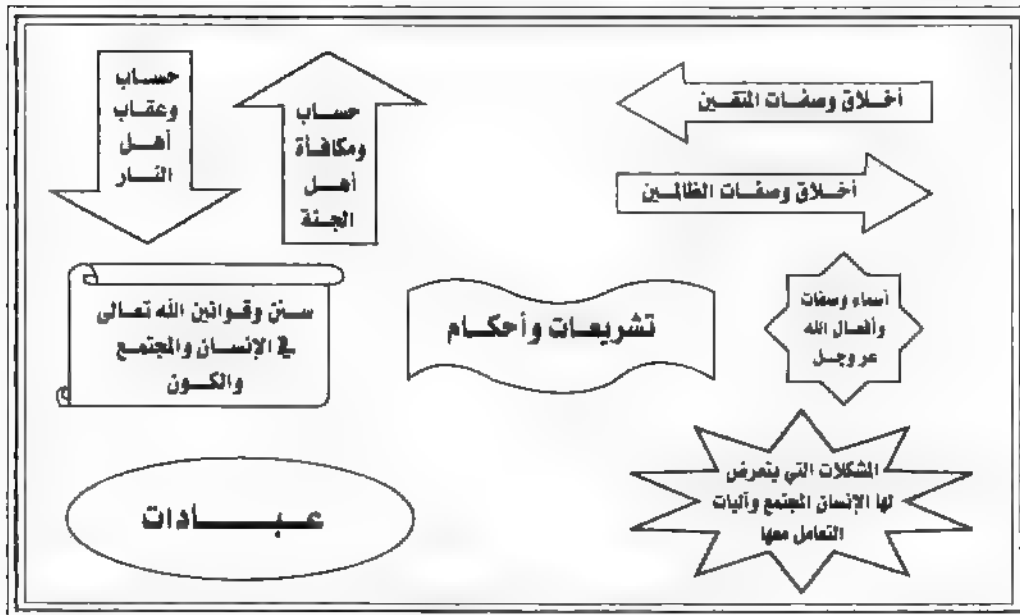 أخلاق وصفات المتقين
أخلاق وصفات الظالمين
حساب
ومكافأة
أهل
الجنة
حساب
وعقاب
أهل
النار
أسماء وصفات
وأفعال الله
عز وجل
تشريعات وأحكام
سنن وقوانين الله تعالى
في الإنسان والمجتمع
والكون
المشكلات التي يتعرض
لها الإنسان المجتمع وآليات
التعامل معها
عبادات